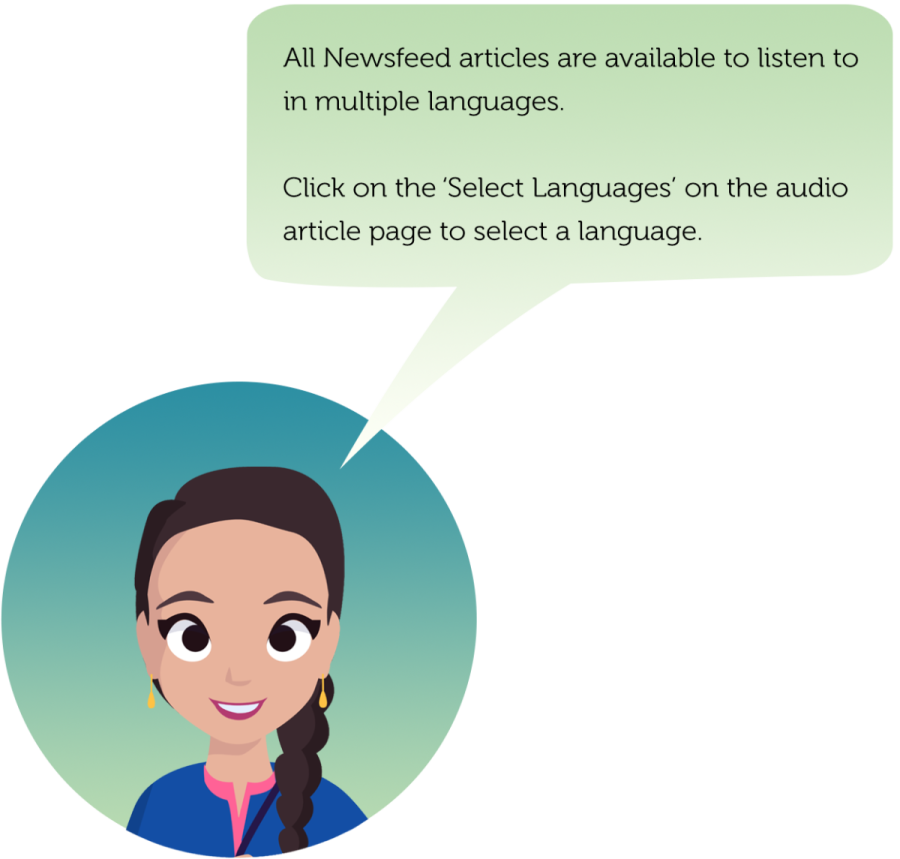 All Newsfeed articles are available to listen to
in multiple languages.
Click on the ‘Select Languages’ on the audio
article page to select a language.